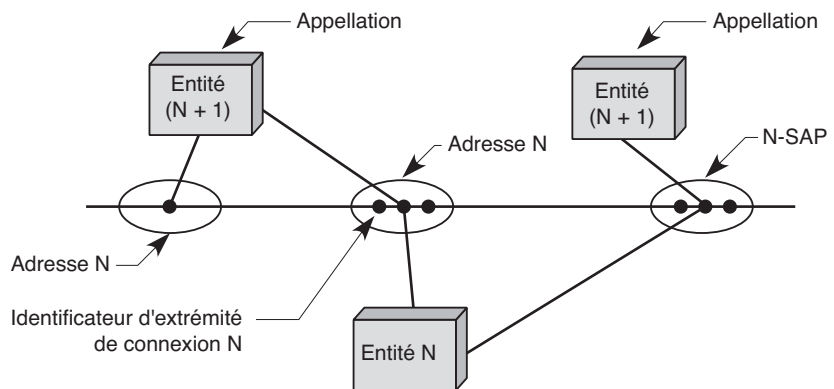 Appellation
Appellation
Entité
(N + 1)
Entité
(N + 1)
Adresse N
N-SAP
Adresse N
Identificateur d'extrémité
de connexion N
Entité N